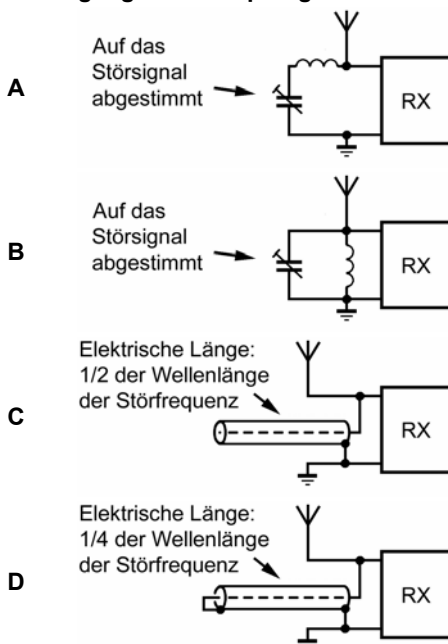 Auf das
Störsignal
abgestimmt
A
RX
Auf das
Störsignal
abgestimmt
B
RX
Elektrische Länge:
1/2 der Wellenlänge
der Störfrequenz
C
RX
Elektrische Länge:
1/4 der Wellenlänge
der Störfrequenz
D
RX